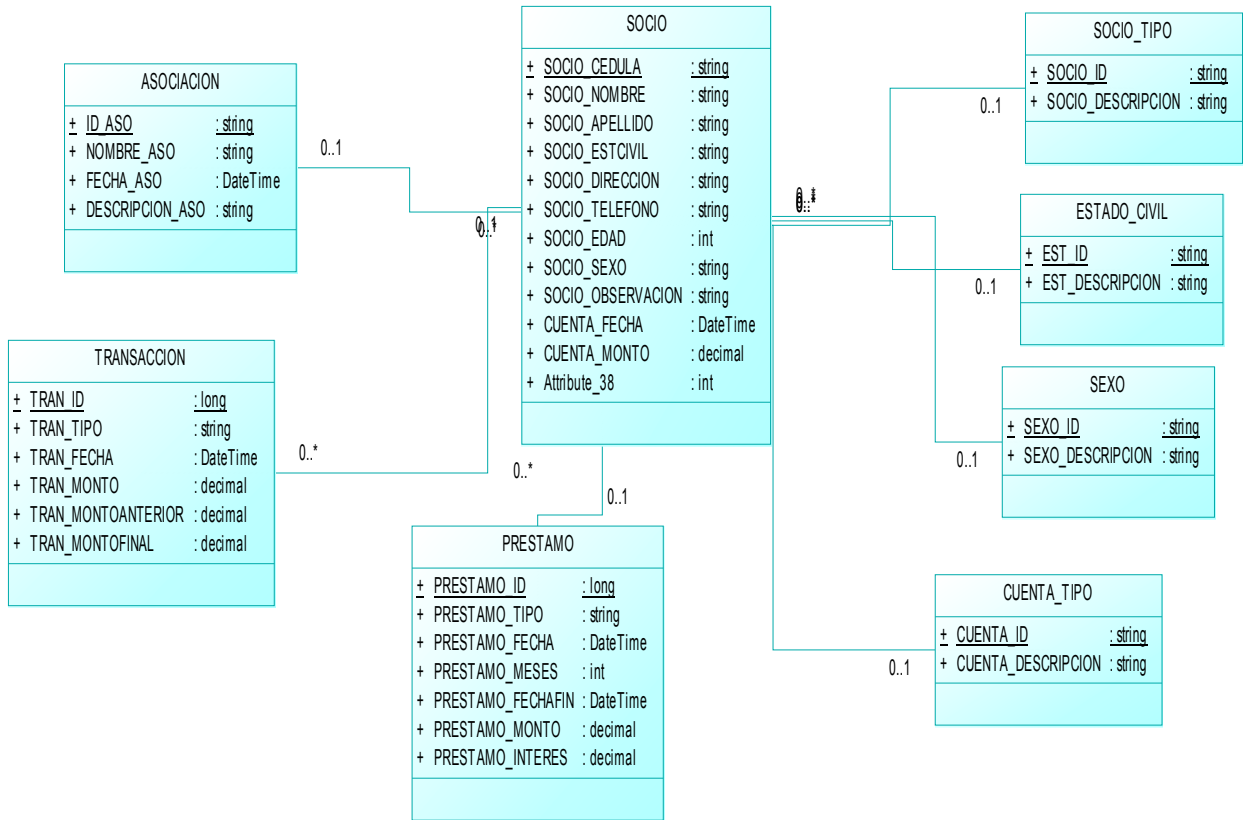 ASOCIACION
+ ID_ASO : string
+ NOMBRE_ASO : string
+ FECHA_ASO : DateTime
+ DESCRIPCION_ASO : string
0..1
SOCIO
+ SOCIO_CEDULA : string
+ SOCIO_NOMBRE : string
+ SOCIO_APELLIDO : string
+ SOCIO_ESTCIVIL : string
+ SOCIO_DIRECCION : string
+ SOCIO_TELEFONO : string
+ SOCIO_EDAD : int
+ SOCIO_SEXO : string
+ SOCIO_OBSERVACION : string
+ CUENTA_FECHA : DateTime
+ CUENTA_MONTO : decimal
+ Attribute_38 : int
0..1
0..*
0..*
SOCIO_TIPO
+ SOCIO_ID : string
+ SOCIO_DESCRIPCION : string
0..1
ESTADO_CIVIL
+ EST_ID : string
+ EST_DESCRIPCION : string
0..1
SEXO
+ SEXO_ID : string
+ SEXO_DESCRIPCION : string
0..1
TRANSACCION
+ TRAN_ID : long
+ TRAN_TIPO : string
+ TRAN_FECHA : DateTime
+ TRAN_MONTO : decimal
+ TRAN_MONTOANTERIOR : decimal
+ TRAN_MONTOFINAL : decimal
0..*
0..*
0..1
PRESTAMO
+ PRESTAMO_ID : long
+ PRESTAMO_TIPO : string
+ PRESTAMO_FECHA : DateTime
+ PRESTAMO_MESES : int
+ PRESTAMO_FECHAFIN : DateTime
+ PRESTAMO_MONTO : decimal
+ PRESTAMO_INTERES : decimal
CUENTA_TIPO
+ CUENTA_ID : string
+ CUENTA_DESCRIPCION : string
0..1